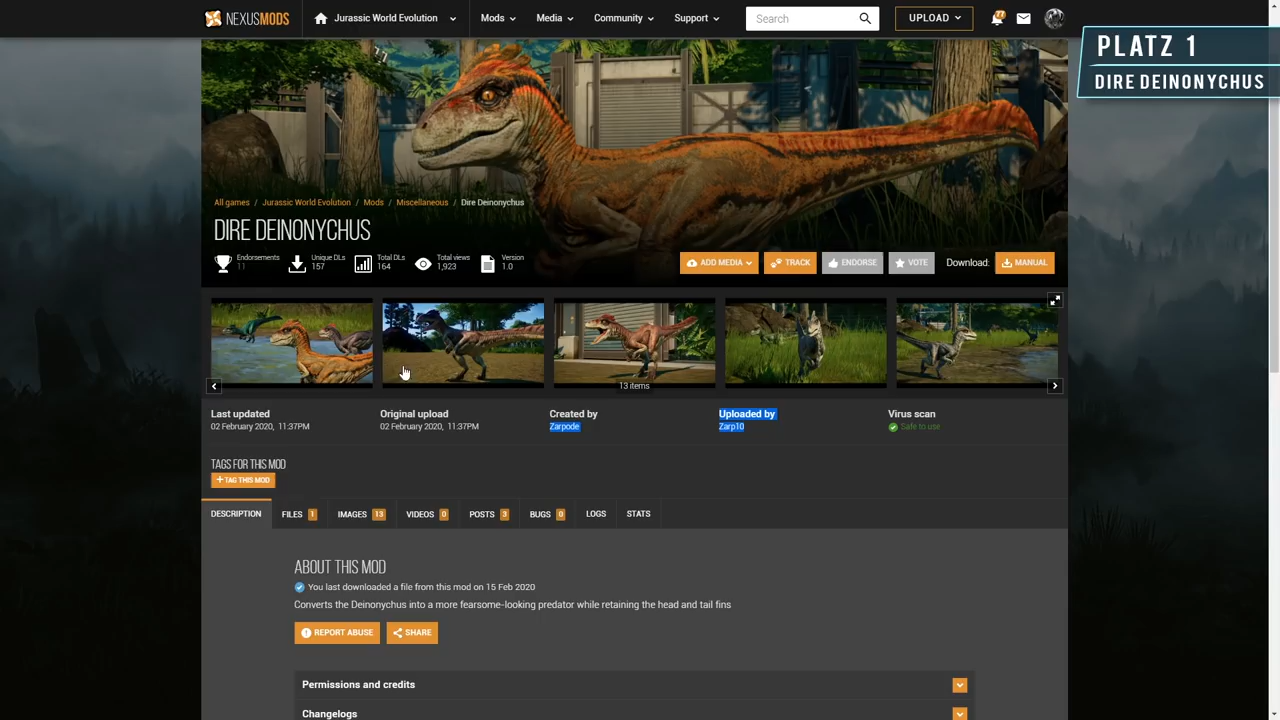 NEXUSMODS
Jurassic World Evolution
Mods
Media
Community
Support
Search
UPLOAD
77
PLATZ 1
DIRE DEINONYCHUS
All games / Jurassic World Evolution / Mods / Miscellaneous / Dire Deinonychus
DIRE DEINONYCHUS
Endorsements
11
Unique DLs
157
Total DLs
164
Total views
1,923
Version
1.0
ADD MEDIA
TRACK
ENDORSE
VOTE
Download:
MANUAL
13 items
Last updated
02 February 2020, 11:37PM
Original upload
02 February 2020, 11:37PM
Created by
Zarpode
Uploaded by
Zarp10
Virus scan
Safe to use
TAGS FOR THIS MOD
+ TAG THIS MOD
DESCRIPTION
FILES 1
IMAGES 13
VIDEOS 0
POSTS 3
BUGS 0
LOGS
STATS
ABOUT THIS MOD
You last downloaded a file from this mod on 15 Feb 2020
Converts the Deinonychus into a more fearsome-looking predator while retaining the head and tail fins
REPORT ABUSE
SHARE
Permissions and credits
Changelogs